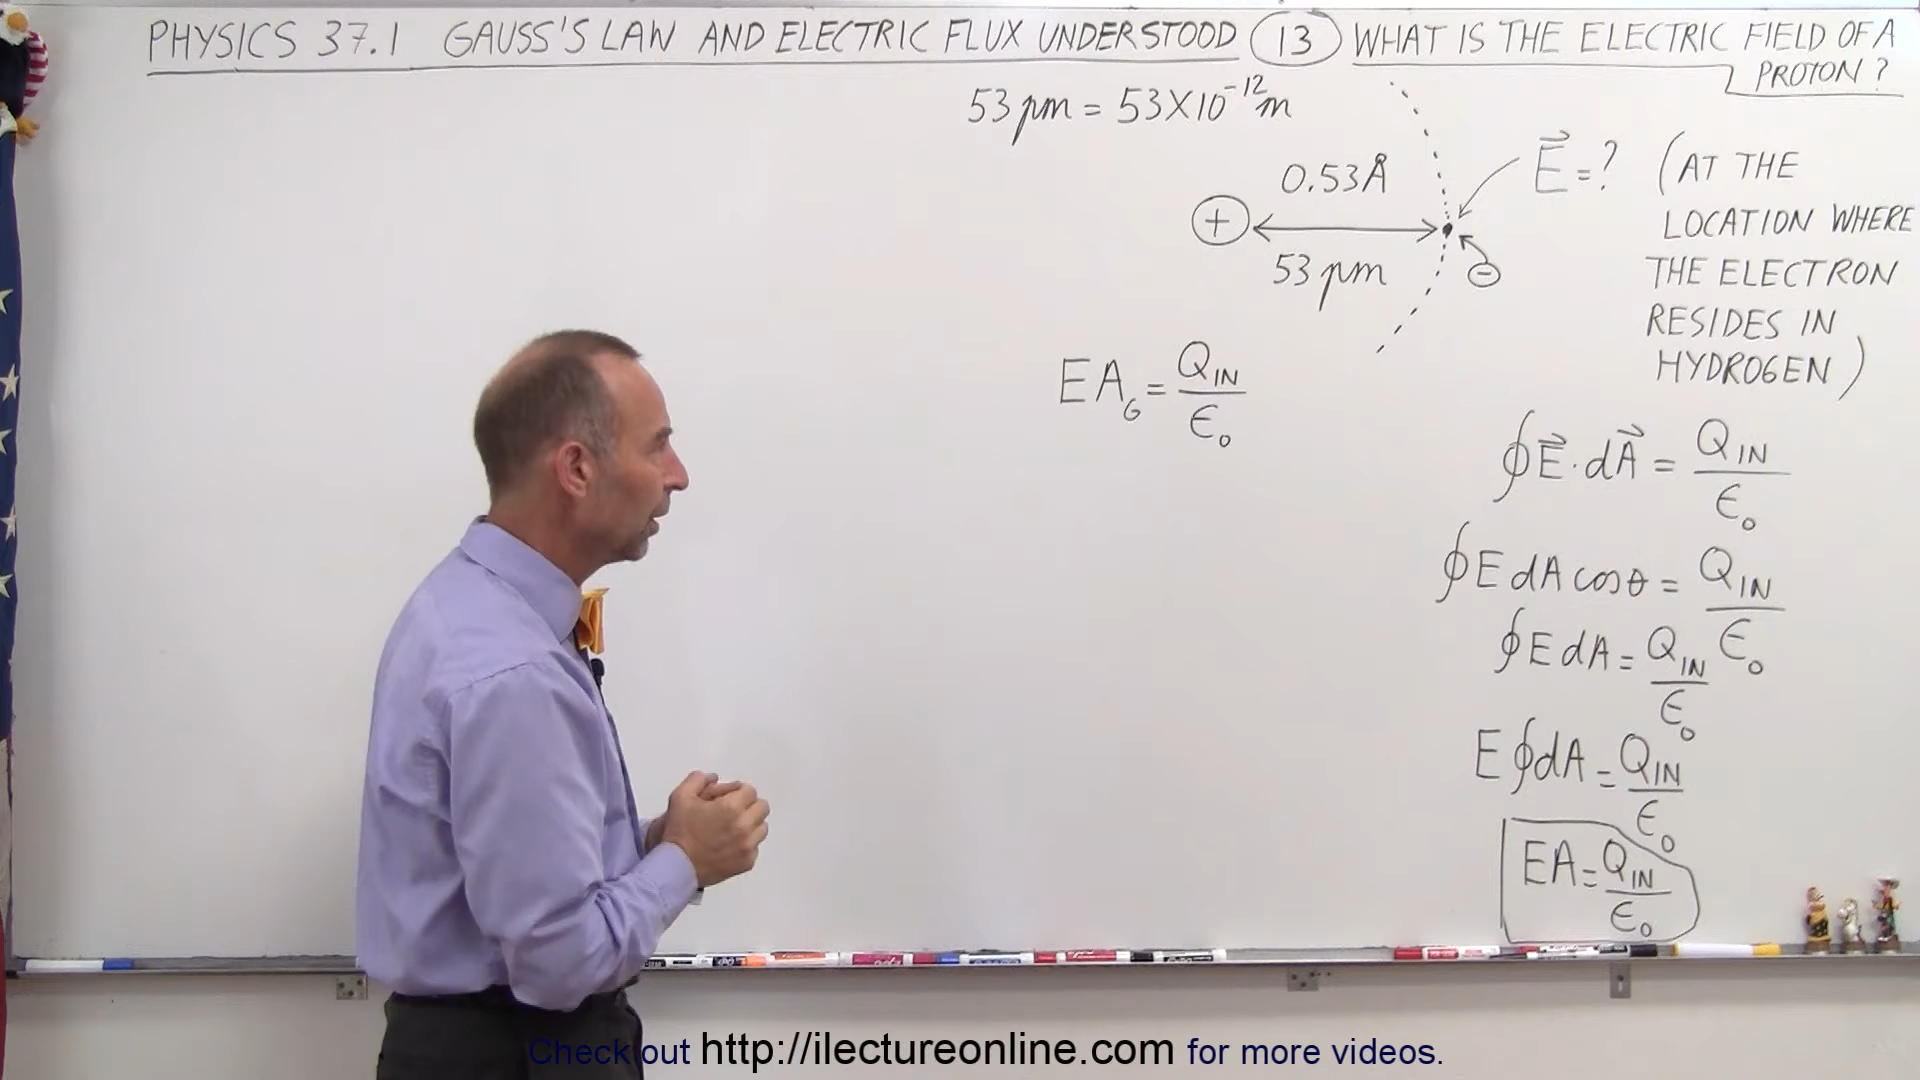 PHYSICS 37.1 GAUSS'S LAW AND ELECTRIC FLUX UNDERSTOOD 13 WHAT IS THE ELECTRIC FIELD OF A
PROTON?
53 pm = 53X10⁻¹²m
0.53Å
+
53 pm
⊖
E⃗ = ? (AT THE
LOCATION WHERE
THE ELECTRON
RESIDES IN
HYDROGEN)
EA_G = Q_IN / ϵ₀
∮E⃗·dA⃗ = Q_IN / ϵ₀
∮E dA cosθ = Q_IN / ϵ₀
∮E dA = Q_IN / ϵ₀
E∮dA = Q_IN / ϵ₀
EA = Q_IN / ϵ₀
Check out http://ilectureonline.com for more videos.